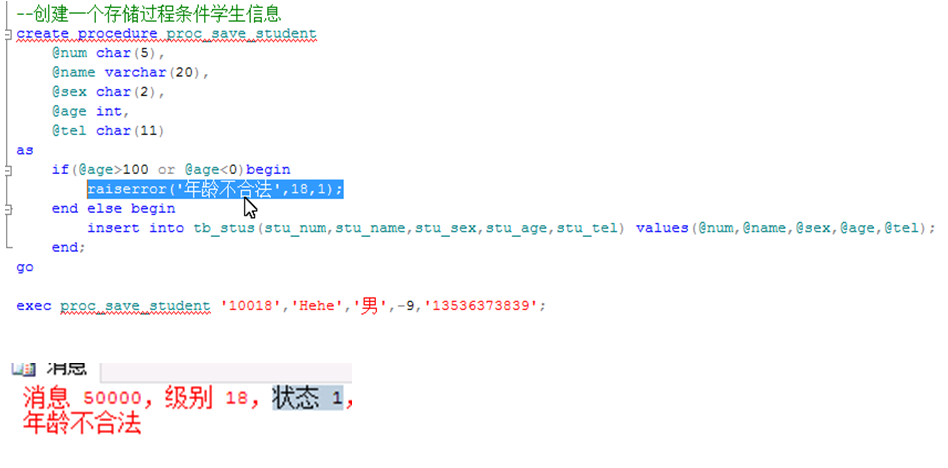 --创建一个存储过程条件学生信息
create procedure proc_save_student
@num char(5),
@name varchar(20),
@sex char(2),
@age int,
@tel char(11)
as
if(@age>100 or @age<0)begin
raiserror('年龄不合法',18,1);
end else begin
insert into tb_stus(stu_num,stu_name,stu_sex,stu_age,stu_tel) values(@num,@name,@sex,@age,@tel);
end;
go
exec proc_save_student '10018','Hehe','男',-9,'13536373839';
消息
消息 50000，级别 18，状态 1，
年龄不合法